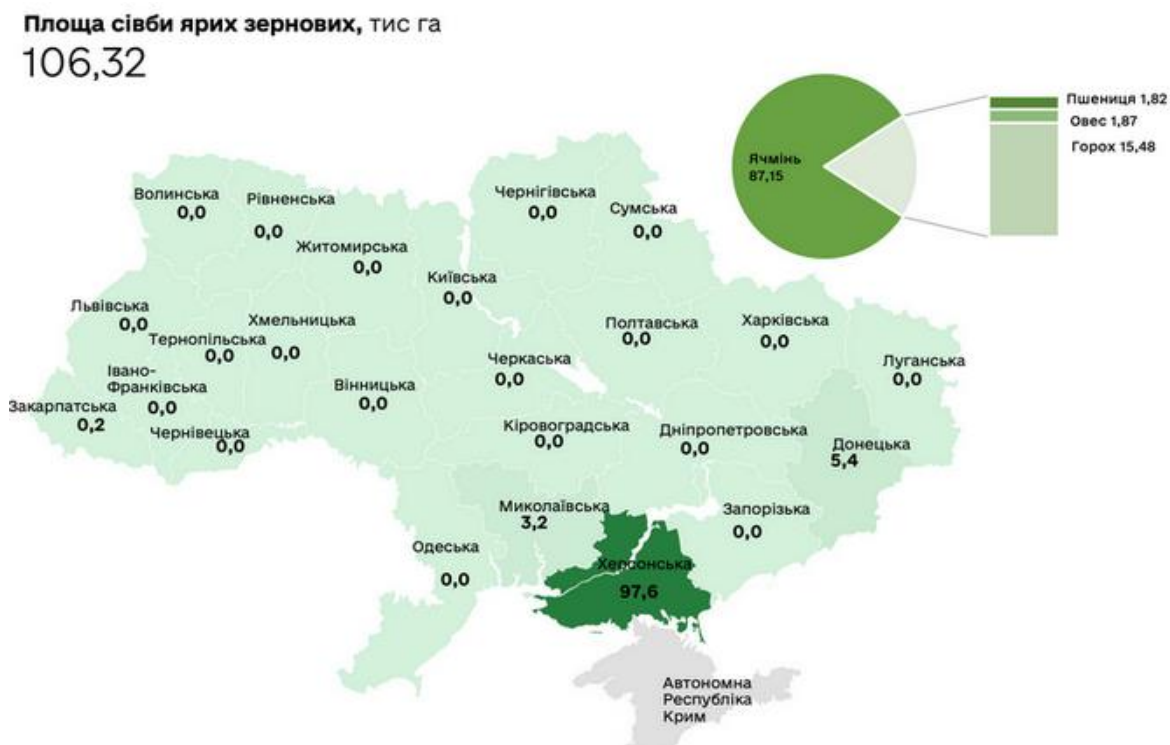 Площа сівби ярих зернових, тис га
106,32
Пшениця 1,82
Овес 1,87
Горох 15,48
Ячмінь
87,15
Волинська
0,0
Рівненська
0,0
Житомирська
0,0
Чернігівська
0,0
Сумська
0,0
Київська
0,0
Львівська
0,0
Тернопільська
0,0
Хмельницька
0,0
Полтавська
0,0
Харківська
0,0
Луганська
0,0
Черкаська
0,0
Івано-
Франківська
0,0
Вінницька
0,0
Закарпатська
0,2
Чернівецька
0,0
Кіровоградська
0,0
Дніпропетровська
0,0
Донецька
5,4
Миколаївська
3,2
Запорізька
0,0
Одеська
0,0
Херсонська
97,6
Автономна
Республіка
Крим